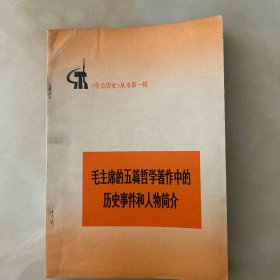 《学点历史》丛书第一辑
毛主席的五篇哲学著作中的
历史事件和人物简介